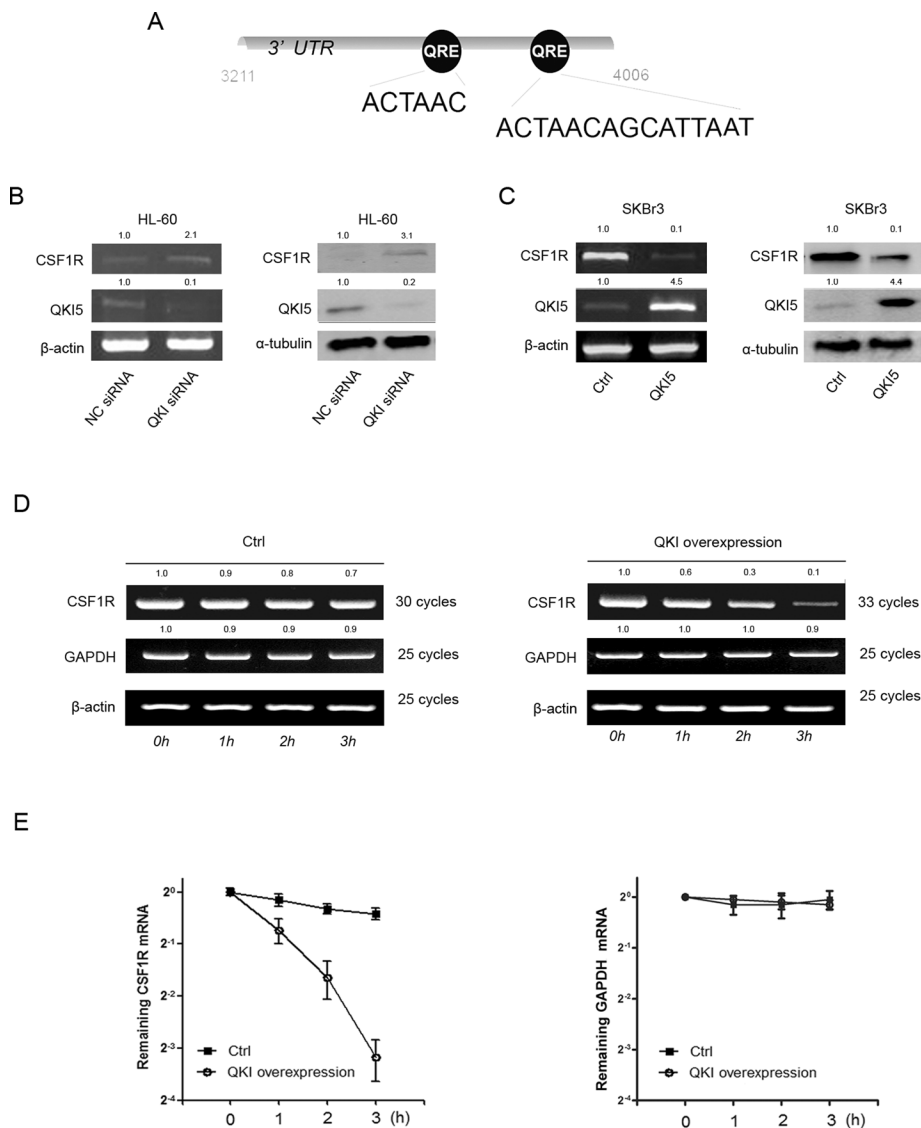 A
3' UTR
QRE
QRE
3211
4006
ACTAAC
ACTAACAGCATTAAT
B
HL-60
1.0 2.1
CSF1R
1.0 0.1
QKI5
β-actin
NC siRNA
QKI siRNA
HL-60
1.0 3.1
CSF1R
1.0 0.2
QKI5
α-tubulin
NC siRNA
QKI siRNA
C
SKBr3
1.0 0.1
CSF1R
1.0 4.5
QKI5
β-actin
Ctrl
QKI5
SKBr3
1.0 0.1
CSF1R
1.0 4.4
QKI5
α-tubulin
Ctrl
QKI5
D
Ctrl
1.0 0.9 0.8 0.7
CSF1R 30 cycles
1.0 0.9 0.9 0.9
GAPDH 25 cycles
β-actin 25 cycles
0h 1h 2h 3h
QKI overexpression
1.0 0.6 0.3 0.1
CSF1R 33 cycles
1.0 1.0 1.0 0.9
GAPDH 25 cycles
β-actin 25 cycles
0h 1h 2h 3h
E
Remaining CSF1R mRNA
2^0
2^-1
2^-2
2^-3
2^-4
Ctrl
QKI overexpression
0 1 2 3 (h)
Remaining GAPDH mRNA
2^0
2^-1
2^-2
2^-3
2^-4
Ctrl
QKI overexpression
0 1 2 3 (h)